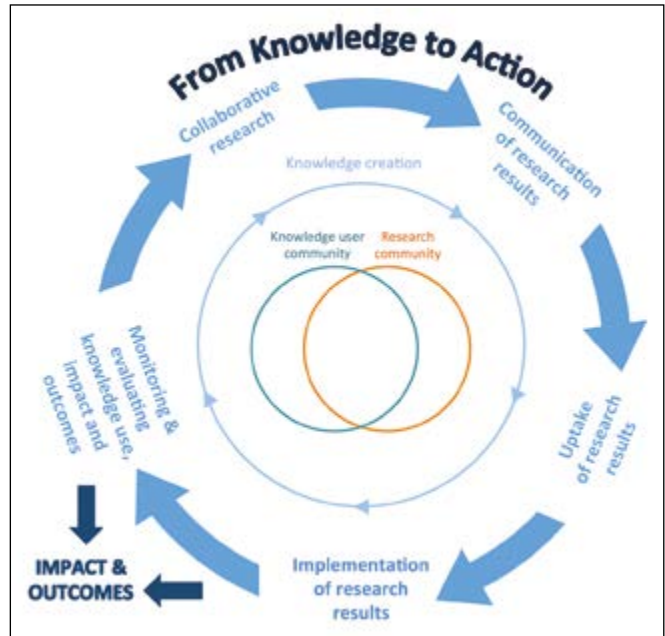 From Knowledge to Action
Collaborative
research
Communication
of research
results
Knowledge creation
Knowledge user
community
Research
community
Uptake
of research
results
Implementation
of research
results
Monitoring &
evaluating
knowledge use,
impact and
outcomes
IMPACT &
OUTCOMES